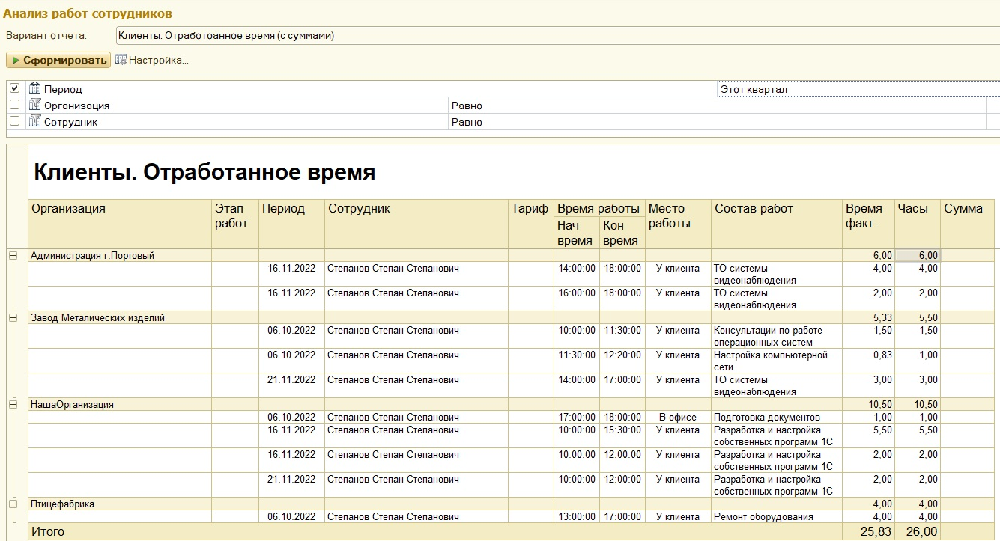 Анализ работ сотрудников
Вариант отчета: Клиенты. Отработоанное время (с суммами)
Сформировать Настройка...
Период Этот квартал
Организация Равно
Сотрудник Равно
Клиенты. Отработанное время
Организация Этап работ Период Сотрудник Тариф Время работы Место работы Состав работ Время факт. Часы Сумма
Нач время Кон время
Администрация г.Портовый 6,00 6,00
16.11.2022 Степанов Степан Степанович 14:00:00 18:00:00 У клиента ТО системы 4,00 4,00
видеонаблюдения
16.11.2022 Степанов Степан Степанович 16:00:00 18:00:00 У клиента ТО системы 2,00 2,00
видеонаблюдения
Завод Металических изделий 5,33 5,50
06.10.2022 Степанов Степан Степанович 10:00:00 11:30:00 У клиента Консультации по работе 1,50 1,50
операционных систем
06.10.2022 Степанов Степан Степанович 11:30:00 12:20:00 У клиента Настройка компьютерной 0,83 1,00
сети
21.11.2022 Степанов Степан Степанович 14:00:00 17:00:00 У клиента ТО системы 3,00 3,00
видеонаблюдения
НашаОрганизация 10,50 10,50
06.10.2022 Степанов Степан Степанович 17:00:00 18:00:00 В офисе Подготовка документов 1,00 1,00
16.11.2022 Степанов Степан Степанович 10:00:00 15:30:00 У клиента Разработка и настройка 5,50 5,50
собственных программ 1С
16.11.2022 Степанов Степан Степанович 10:00:00 12:00:00 У клиента Разработка и настройка 2,00 2,00
собственных программ 1С
21.11.2022 Степанов Степан Степанович 10:00:00 12:00:00 У клиента Разработка и настройка 2,00 2,00
собственных программ 1С
Птицефабрика 4,00 4,00
06.10.2022 Степанов Степан Степанович 13:00:00 17:00:00 У клиента Ремонт оборудования 4,00 4,00
Итого 25,83 26,00